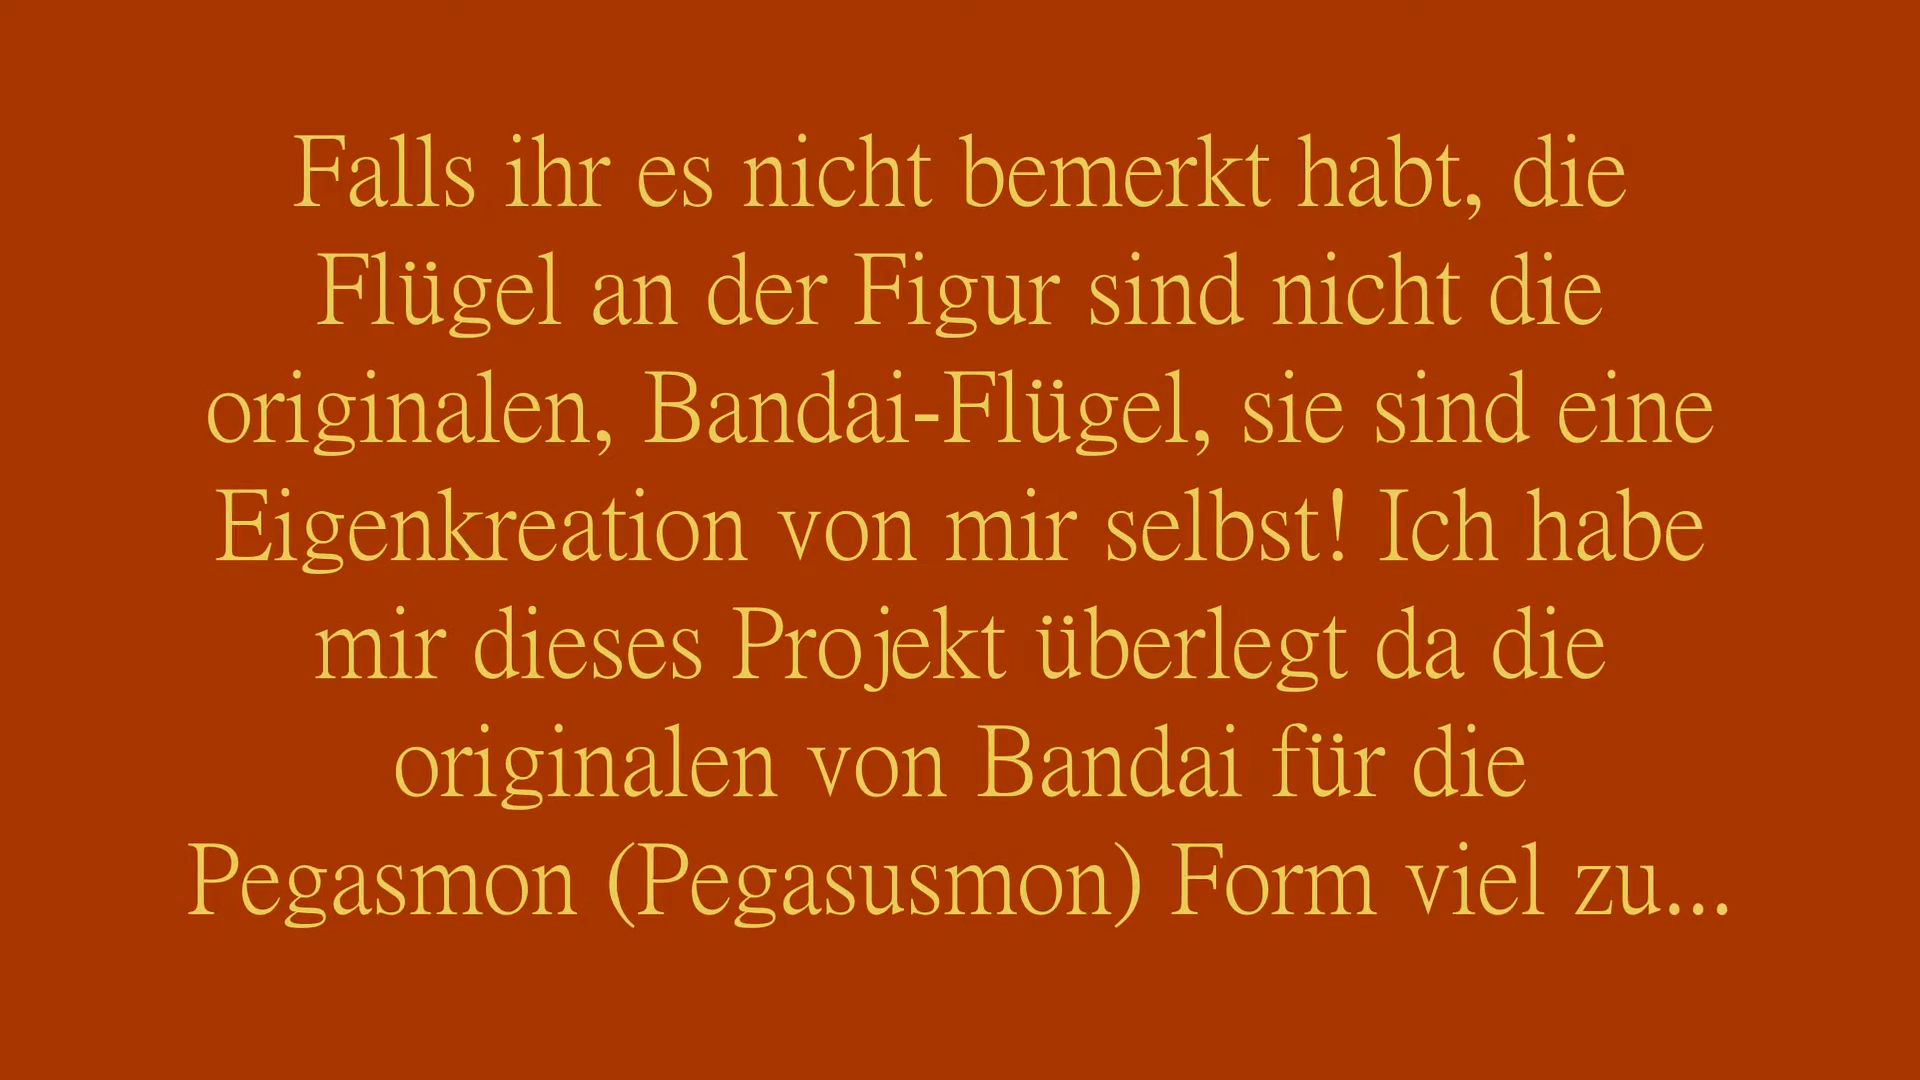 Falls ihr es nicht bemerkt habt, die
Flügel an der Figur sind nicht die
originalen, Bandai-Flügel, sie sind eine
Eigenkreation von mir selbst! Ich habe
mir dieses Projekt überlegt da die
originalen von Bandai für die
Pegasmon (Pegasusmon) Form viel zu...